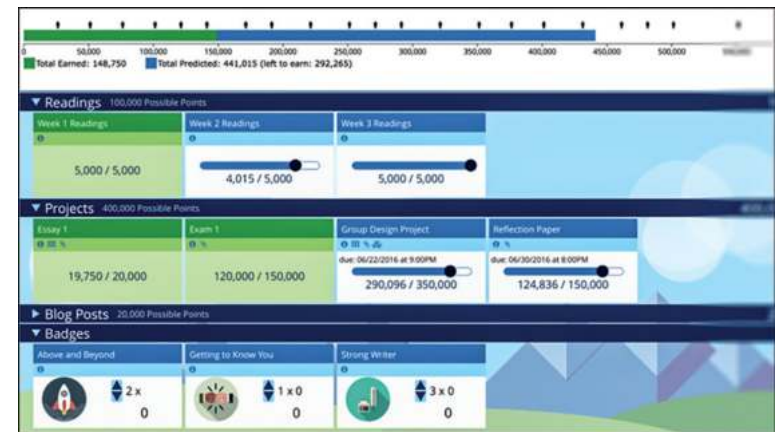 0 50,000 100,000 150,000 200,000 250,000 300,000 350,000 400,000 450,000 500,000
Total Earned: 148,750 Total Predicted: 441,015 (left to earn: 292,265)
▼ Readings 100,000 Possible Points
Week 1 Readings Week 2 Readings Week 3 Readings
5,000 / 5,000 4,015 / 5,000 5,000 / 5,000
▼ Projects 400,000 Possible Points
Essay 1 Exam 1 Group Design Project Reflection Paper
due: 06/22/2016 at 9:00PM due: 06/30/2016 at 8:00PM
19,750 / 20,000 120,000 / 150,000 290,096 / 350,000 124,836 / 150,000
▶ Blog Posts 20,000 Possible Points
▼ Badges
Above and Beyond Getting to Know You Strong Writer
2 x 1 x 0 3 x 0
0 0 0